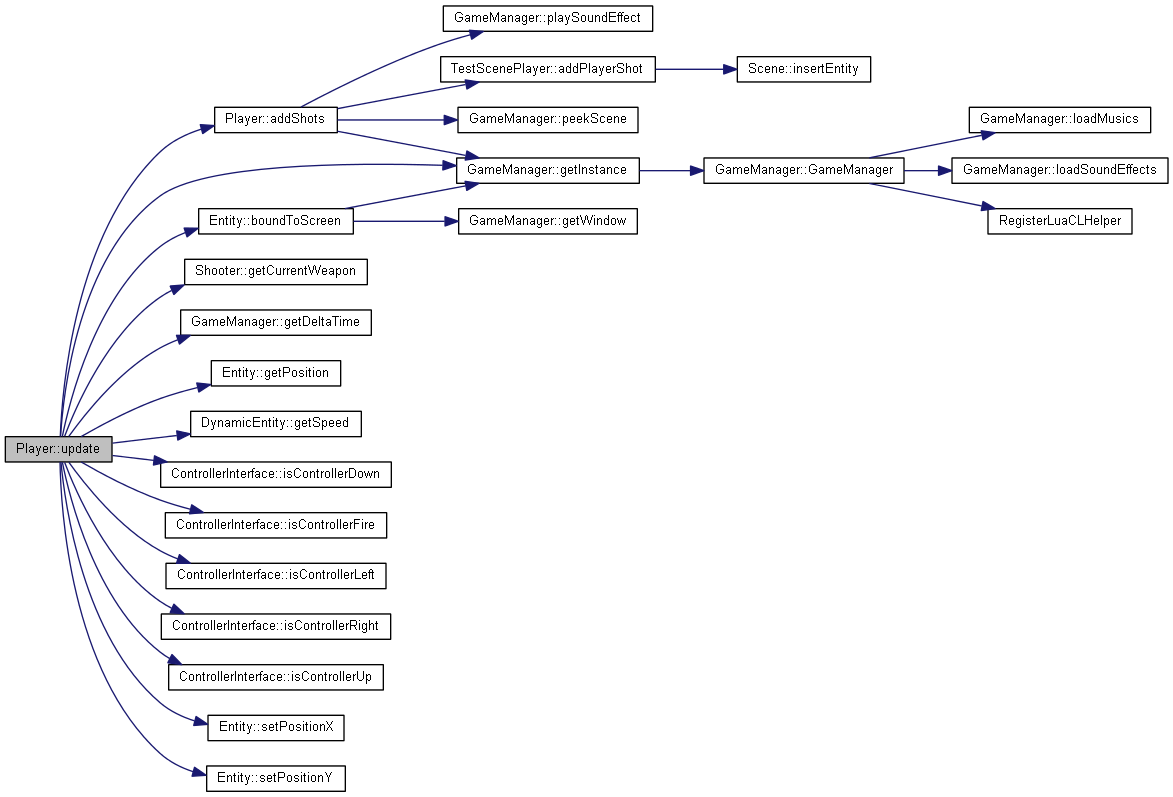 GameManager::playSoundEffect
TestScenePlayer::addPlayerShot
Scene::insertEntity
Player::addShots
GameManager::peekScene
GameManager::loadMusics
GameManager::getInstance
GameManager::GameManager
GameManager::loadSoundEffects
Entity::boundToScreen
GameManager::getWindow
RegisterLuaCLHelper
Shooter::getCurrentWeapon
GameManager::getDeltaTime
Entity::getPosition
DynamicEntity::getSpeed
Player::update
ControllerInterface::isControllerDown
ControllerInterface::isControllerFire
ControllerInterface::isControllerLeft
ControllerInterface::isControllerRight
ControllerInterface::isControllerUp
Entity::setPositionX
Entity::setPositionY